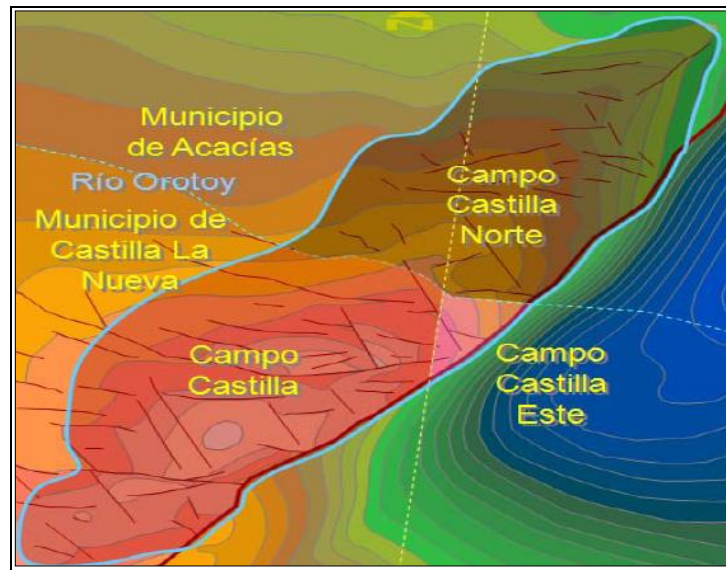 Municipio
de Acacías
Río Orotoy
Municipio de
Castilla La
Nueva
Campo
Castilla
Norte
Campo
Castilla
Campo
Castilla
Este